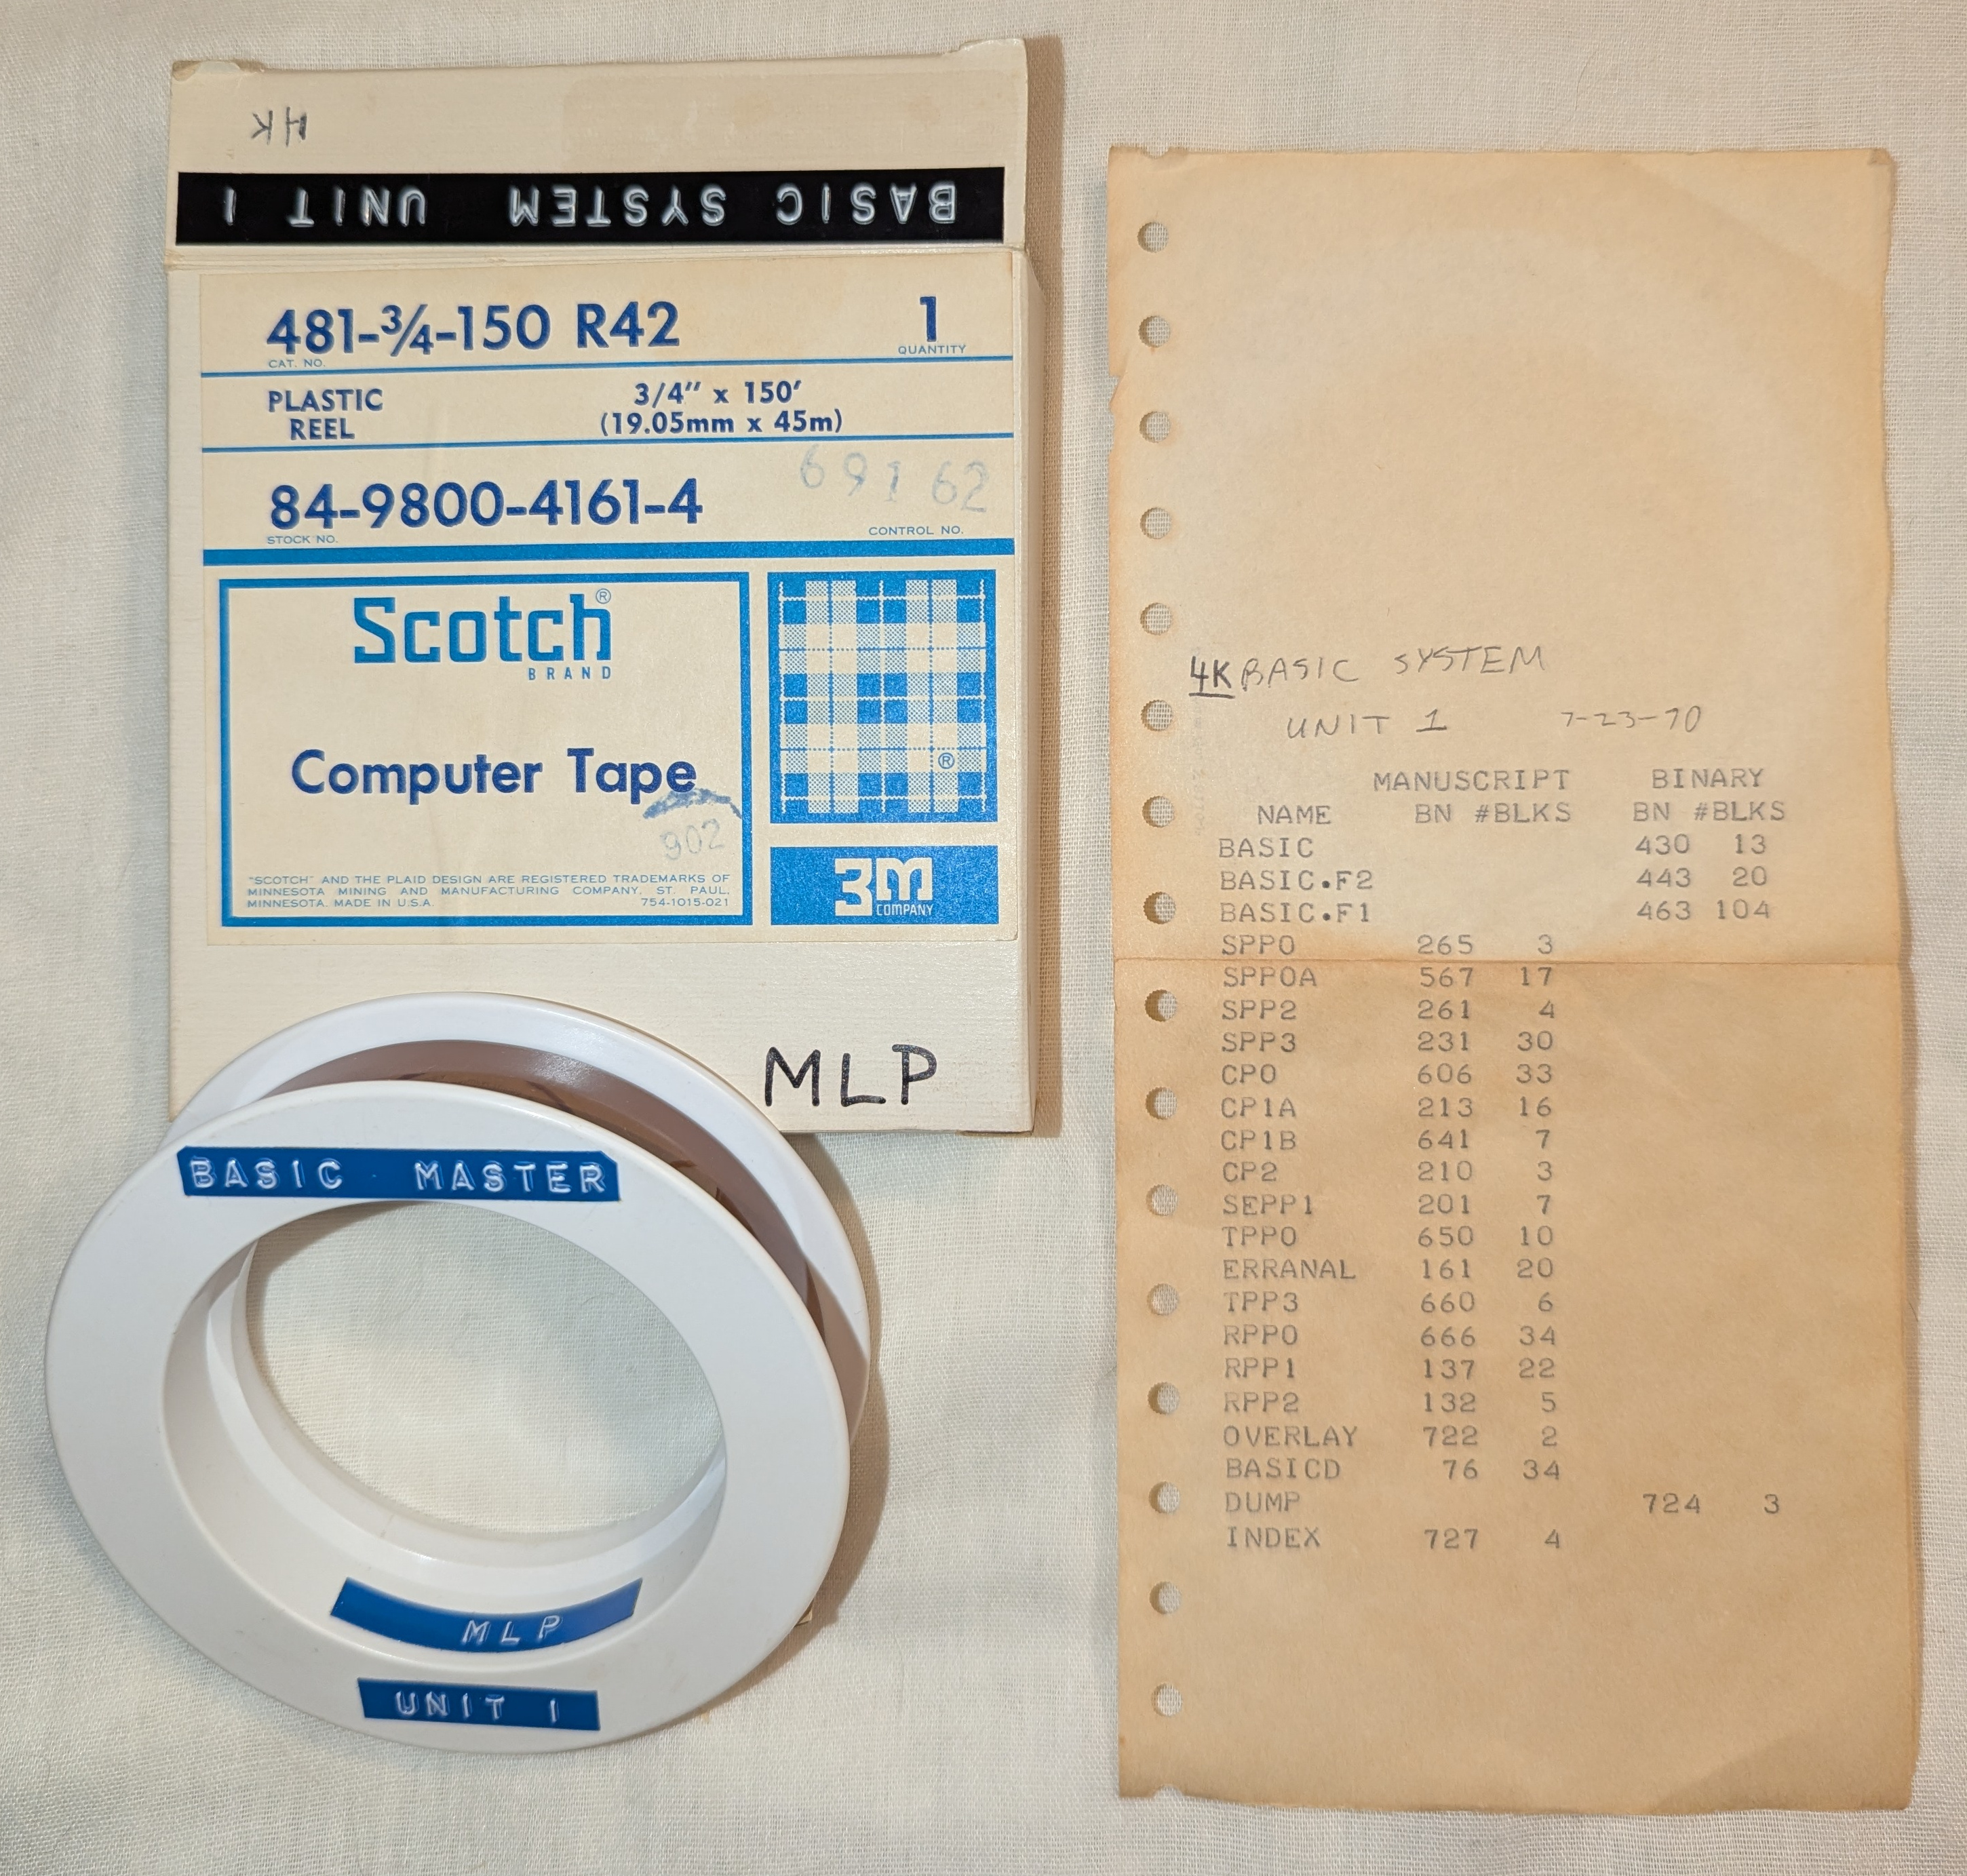 4K
BASIC SYSTEM UNIT 1
481-¾-150 R42 1
CAT. NO. QUANTITY
PLASTIC REEL 3/4" x 150'
(19.05mm x 45m)
69162
84-9800-4161-4
STOCK NO. CONTROL NO.
Scotch®
BRAND
Computer Tape
902
®
"SCOTCH" AND THE PLAID DESIGN ARE REGISTERED TRADEMARKS OF
MINNESOTA MINING AND MANUFACTURING COMPANY, ST. PAUL,
MINNESOTA. MADE IN U.S.A. 754-1015-021
3M
COMPANY
MLP
BASIC MASTER
MLP
UNIT 1
4K BASIC SYSTEM
UNIT 1 7-23-70
MANUSCRIPT BINARY
NAME BN #BLKS BN #BLKS
BASIC 430 13
BASIC.F2 443 20
BASIC.F1 463 104
SPP0 265 3
SPP0A 567 17
SPP2 261 4
SPP3 231 30
CP0 606 33
CP1A 213 16
CP1B 641 7
CP2 210 3
SEPP1 201 7
TPP0 650 10
ERRANAL 161 20
TPP3 660 6
RPP0 666 34
RPP1 137 22
RPP2 132 5
OVERLAY 722 2
BASICD 76 34
DUMP 724 3
INDEX 727 4